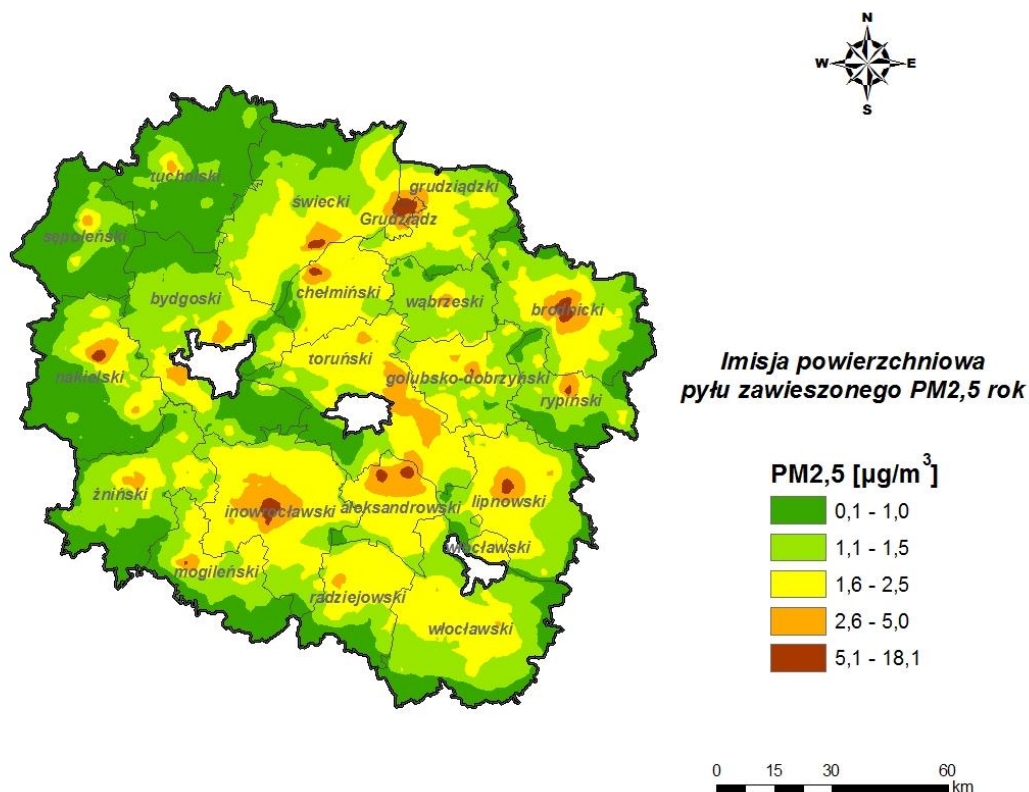 N
W E
S
tucholski
świecki
grudziądzki
Grudziądz
sępoleński
bydgoski
chełmiński
wąbrzeski
brodnicki
nakielski
toruński
golubsko-dobrzyński
rypiński
żniński
inowrocławski
aleksandrowski
lipnowski
włocławski
mogileński
radziejowski
włocławski
Imisja powierzchniowa
pyłu zawieszonego PM2,5 rok
PM2,5 [µg/m³]
0,1 - 1,0
1,1 - 1,5
1,6 - 2,5
2,6 - 5,0
5,1 - 18,1
0 15 30 60
km